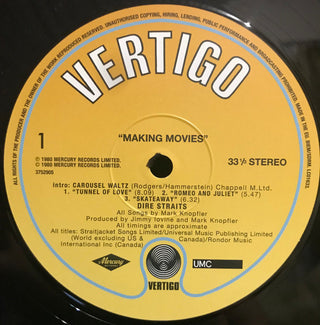 ALL RIGHTS OF THE PRODUCER AND THE OWNER OF THE WORK REPRODUCED RESERVED. UNAUTHORISED COPYING, HIRING, LENDING, PUBLIC PERFORMANCE AND BROADCASTING PROHIBITED. MADE IN THE EU.
VERTIGO
1
"MAKING MOVIES"
℗ 1980 MERCURY RECORDS LIMITED.
© 1980 MERCURY RECORDS LIMITED.
3752905
33⅓ STEREO
Intro: CAROUSEL WALTZ (Rodgers/Hammerstein) Chappell M.Ltd.
1. "TUNNEL OF LOVE" (8.09) 2. "ROMEO AND JULIET" (5.47)
3. "SKATEAWAY" (6.32)
DIRE STRAITS
All Songs by Mark Knopfler
Produced by Jimmy Iovine and Mark Knopfler
All timings are approximate
All titles: Straitjacket Songs Limited/Universal Music Publishing Limited
(World excluding US & Canada)/Rondor Music
International Inc (Canada)
Mercury
VERTIGO
UMC